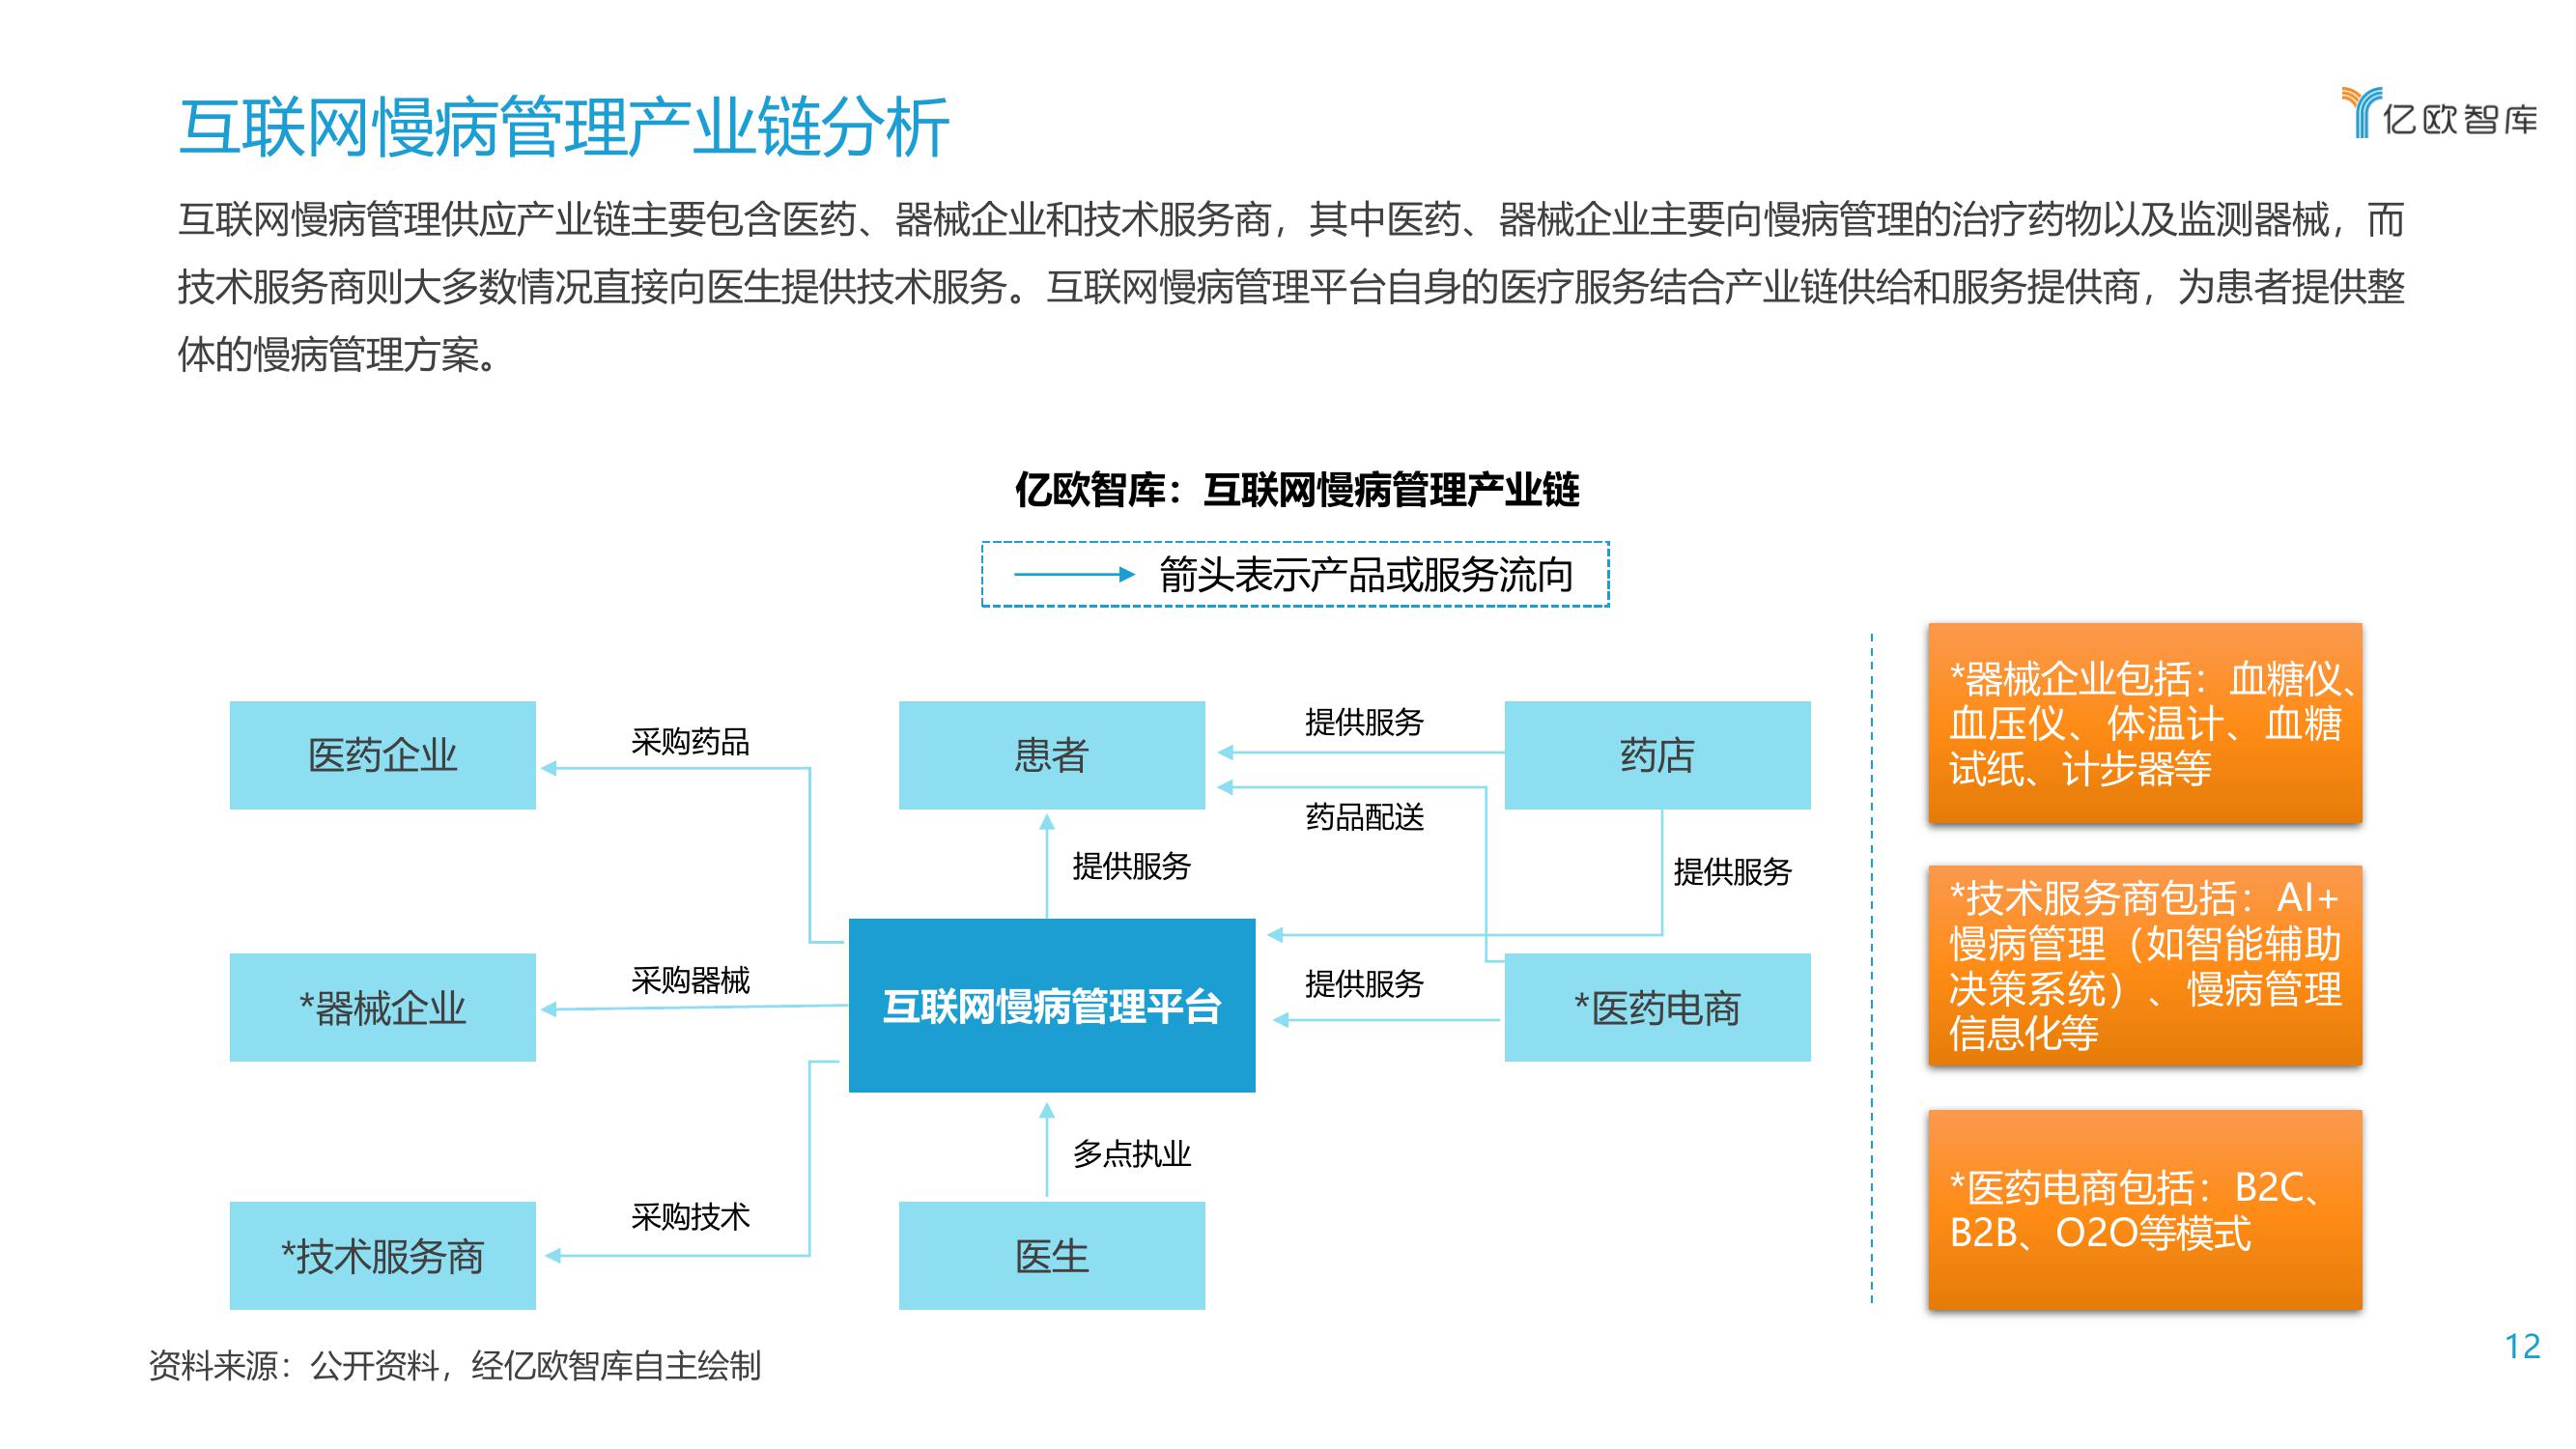 互联网慢病管理产业链分析
亿欧智库
互联网慢病管理供应产业链主要包含医药、器械企业和技术服务商，其中医药、器械企业主要向慢病管理的治疗药物以及监测器械，而
技术服务商则大多数情况直接向医生提供技术服务。互联网慢病管理平台自身的医疗服务结合产业链供给和服务提供商，为患者提供整
体的慢病管理方案。
亿欧智库：互联网慢病管理产业链
箭头表示产品或服务流向
医药企业
采购药品
患者
提供服务
药店
药品配送
提供服务
提供服务
*器械企业
采购器械
互联网慢病管理平台
提供服务
*医药电商
多点执业
*技术服务商
采购技术
医生
*器械企业包括：血糖仪、
血压仪、体温计、血糖
试纸、计步器等
*技术服务商包括：AI+
慢病管理（如智能辅助
决策系统）、慢病管理
信息化等
*医药电商包括：B2C、
B2B、O2O等模式
资料来源：公开资料，经亿欧智库自主绘制
12